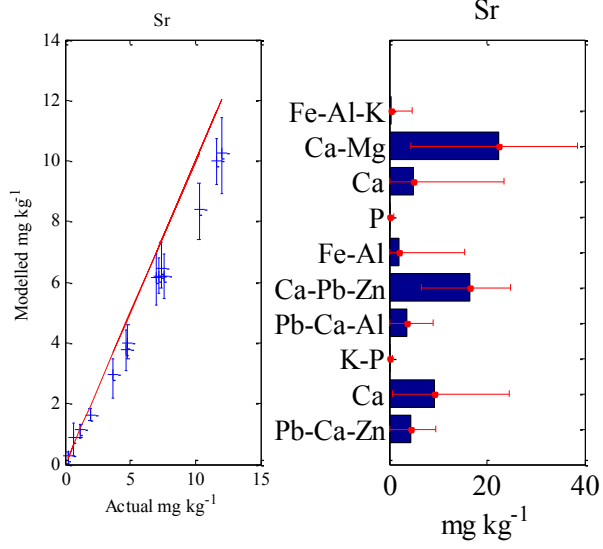 Sr
14
12
10
8
6
4
2
0
0
5
10
15
Modelled mg kg⁻¹
Actual mg kg⁻¹
Sr
Fe-Al-K
Ca-Mg
Ca
P
Fe-Al
Ca-Pb-Zn
Pb-Ca-Al
K-P
Ca
Pb-Ca-Zn
0
20
40
mg kg⁻¹